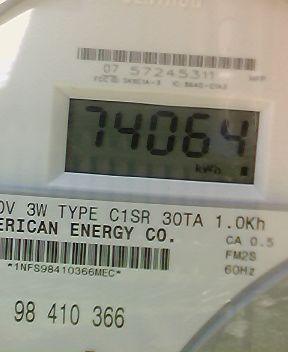 07 57245311
74064
kWh
0V 3W TYPE C1SR 30TA 1.0Kh
ERICAN ENERGY CO.
CA 0.5
FM2S
*1NFS98410366MEC*
60Hz
98 410 366